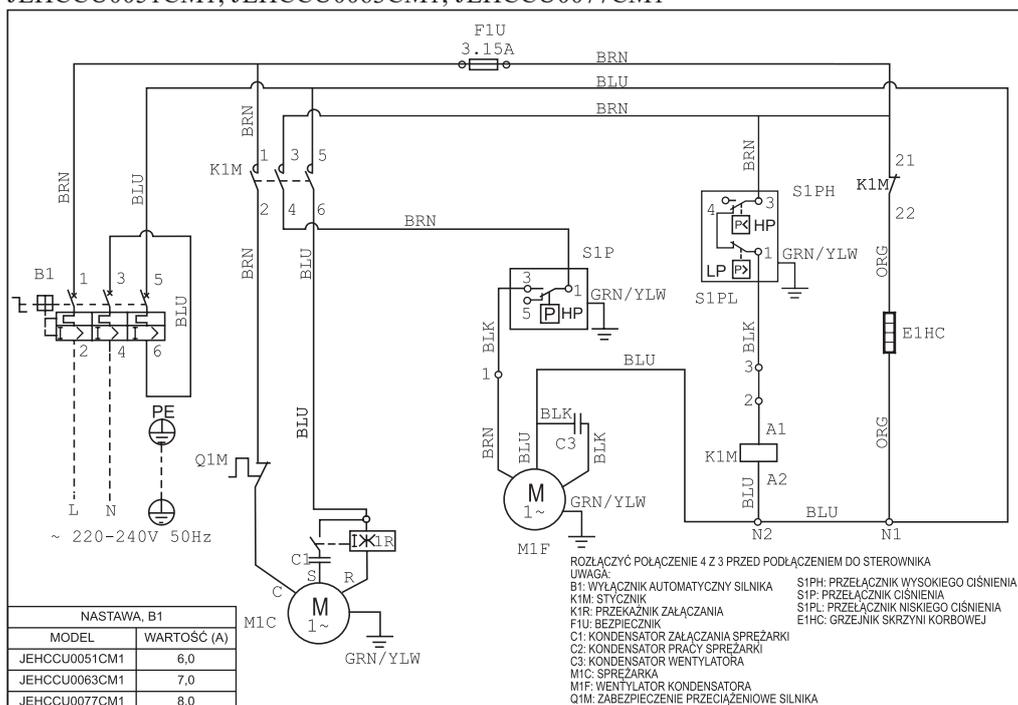 JEHCCU0051CM1, JEHCCU0063CM1, JEHCCU0077CM1
F1U
3.15A
BRN
BLU
BRN
BRN
BRN
BLU
K1M
1 3 5
2 4 6
BRN
BRN
BLU
B1
1 3 5
2 4 6
BLU
PE
L N
~ 220-240V 50Hz
S1P
3 1
5
P HP
GRN/YLW
BLK
1
BRN
BLU
BLK
C3
BLK
M
1~
GRN/YLW
M1F
BLU
BRN
S1PH
4 3
P< HP
1
LP P>
S1PL
GRN/YLW
BLK
3
2
A1
K1M
A2
BLU
BLU
N2
N1
21
K1M
22
ORG
E1HC
ORG
BLU
Q1M
C1
1R
S
C R
M
1~
M1C
GRN/YLW
NASTAWA, B1
MODEL WARTOŚĆ (A)
JEHCCU0051CM1 6,0
JEHCCU0063CM1 7,0
JEHCCU0077CM1 8,0
ROZŁĄCZYĆ POŁĄCZENIE 4 Z 3 PRZED PODŁĄCZENIEM DO STEROWNIKA
UWAGA:
B1: WYŁĄCZNIK AUTOMATYCZNY SILNIKA
K1M: STYCZNIK
K1R: PRZEKAŹNIK ZAŁĄCZANIA
F1U: BEZPIECZNIK
C1: KONDENSATOR ZAŁĄCZANIA SPRĘŻARKI
C2: KONDENSATOR PRACY SPRĘŻARKI
C3: KONDENSATOR WENTYLATORA
M1C: SPRĘŻARKA
M1F: WENTYLATOR KONDENSATORA
Q1M: ZABEZPIECZENIE PRZECIĄŻENIOWE SILNIKA
S1PH: PRZEŁĄCZNIK WYSOKIEGO CIŚNIENIA
S1P: PRZEŁĄCZNIK CIŚNIENIA
S1PL: PRZEŁĄCZNIK NISKIEGO CIŚNIENIA
E1HC: GRZEJNIK SKRZYNI KORBOWEJ